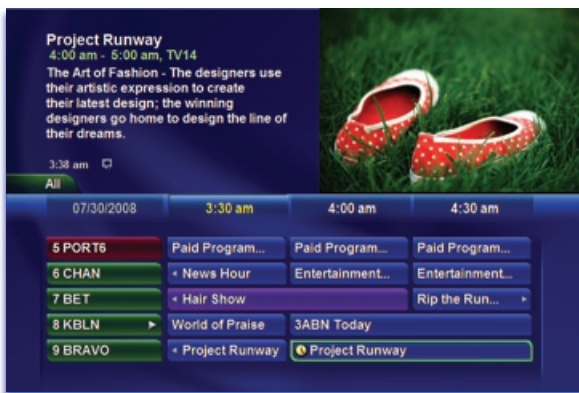 Project Runway
4:00 am - 5:00 am, TV14
The Art of Fashion - The designers use
their artistic expression to create
their latest design; the winning
designers go home to design the line of
their dreams.
3:38 am
All
07/30/2008 3:30 am 4:00 am 4:30 am
5 PORT6 Paid Program... Paid Program... Paid Program...
6 CHAN News Hour Entertainment... Entertainment...
7 BET Hair Show Rip the Run...
8 KBLN World of Praise 3ABN Today
9 BRAVO Project Runway Project Runway